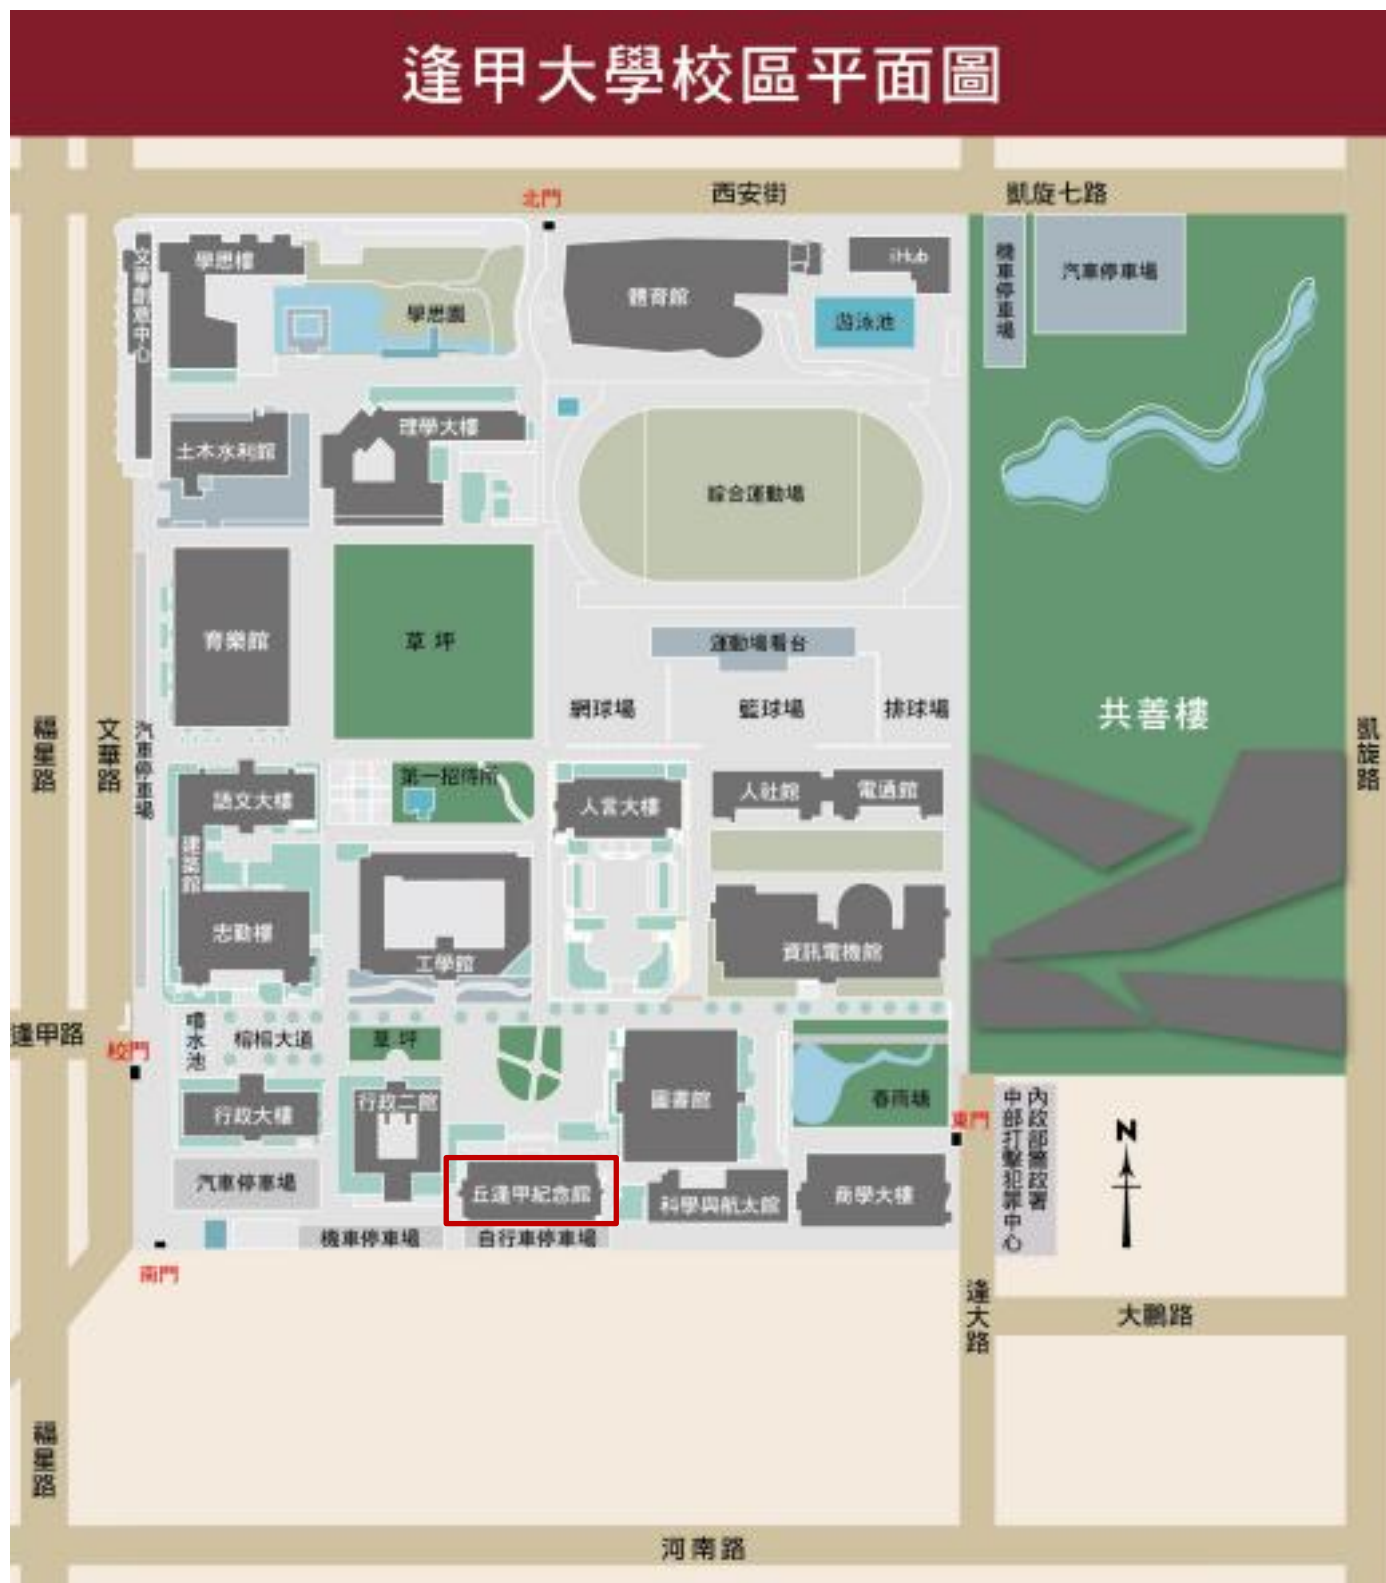 逢甲大學校區平面圖
西安街
凱旋七路
北門
文華創意中心
學思樓
學思園
體育館
iHub
游泳池
機車停車場
汽車停車場
土木水利館
理學大樓
綜合運動場
育樂館
草坪
運動場看台
網球場
籃球場
排球場
共善樓
福星路
文華路
汽車停車場
凱旋路
語文大樓
第一招待所
人言大樓
人社館
電通館
建築館
忠勤樓
工學館
資訊電機館
逢甲路
校門
噴水池
榕榕大道
草坪
行政大樓
行政二館
圖書館
春雨塘
東門
內政部警政署
中部打擊犯罪中心
N
汽車停車場
丘逢甲紀念館
科學與航太館
商學大樓
機車停車場
自行車停車場
南門
逢大路
大鵬路
福星路
河南路